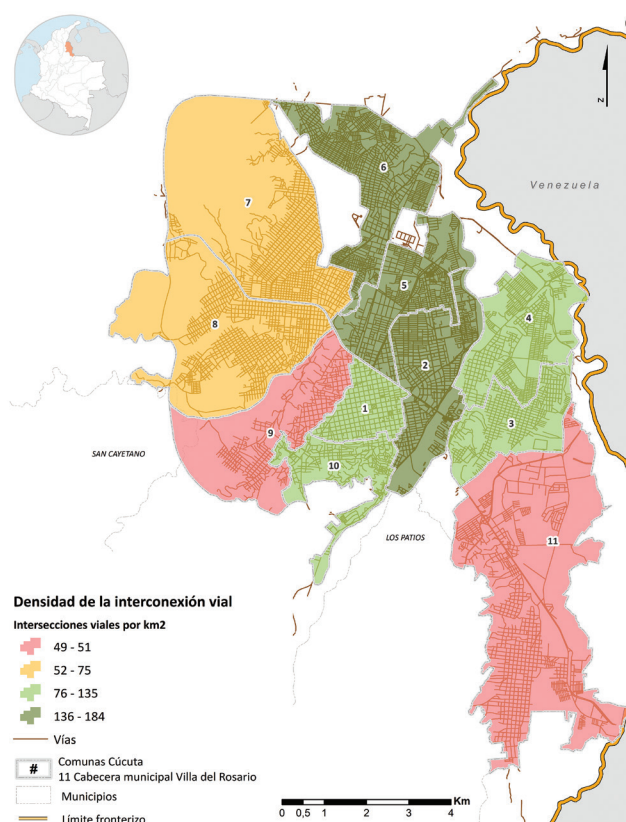 N
Venezuela
6
7
5
4
8
2
1
3
9
SAN CAYETANO
10
LOS PATIOS
11
Densidad de la interconexión vial
Intersecciones viales por km2
49 - 51
52 - 75
76 - 135
136 - 184
Vías
# Comunas Cúcuta
11 Cabecera municipal Villa del Rosario
Municipios
Límite fronterizo
Km
0 0,5 1 2 3 4